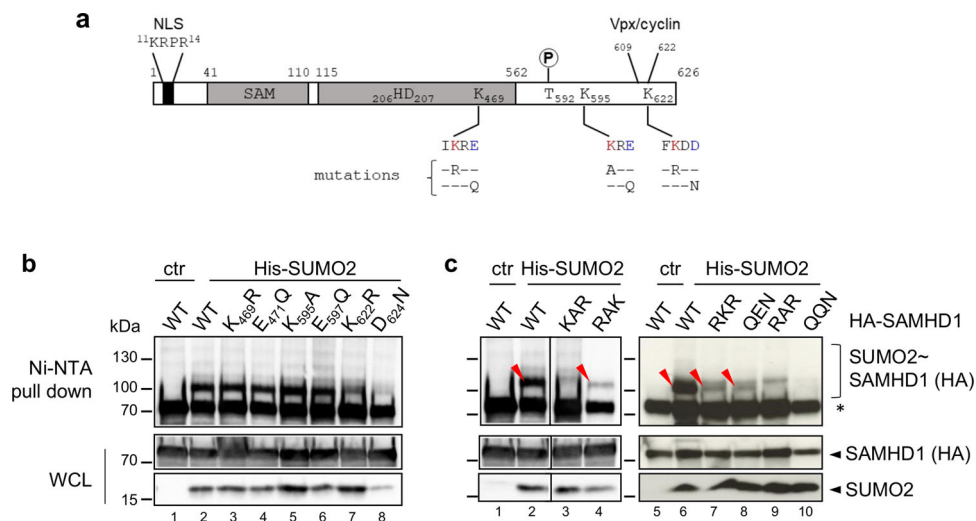 a
NLS
¹¹KRPR¹⁴
Vpx/cyclin
P
609 622
1 41 110 115 562 626
SAM ₂₀₆HD₂₀₇ K₄₆₉ T₅₉₂ K₅₉₅ K₆₂₂
IKRE KRE FKDD
mutations
--R-- A-- --R--
---Q --Q ---N
b
ctr His-SUMO2
WT WT K₄₆₉R E₄₇₁Q K₅₉₅A E₅₉₇Q K₆₂₂R D₆₂₄N
kDa
Ni-NTA
pull down
130
100
70
WCL
70
15
1 2 3 4 5 6 7 8
c
ctr His-SUMO2 ctr His-SUMO2
WT WT KAR RAK WT WT RKR QEN RAR QQN
HA-SAMHD1
SUMO2~
SAMHD1 (HA)
*
SAMHD1 (HA)
SUMO2
1 2 3 4 5 6 7 8 9 10